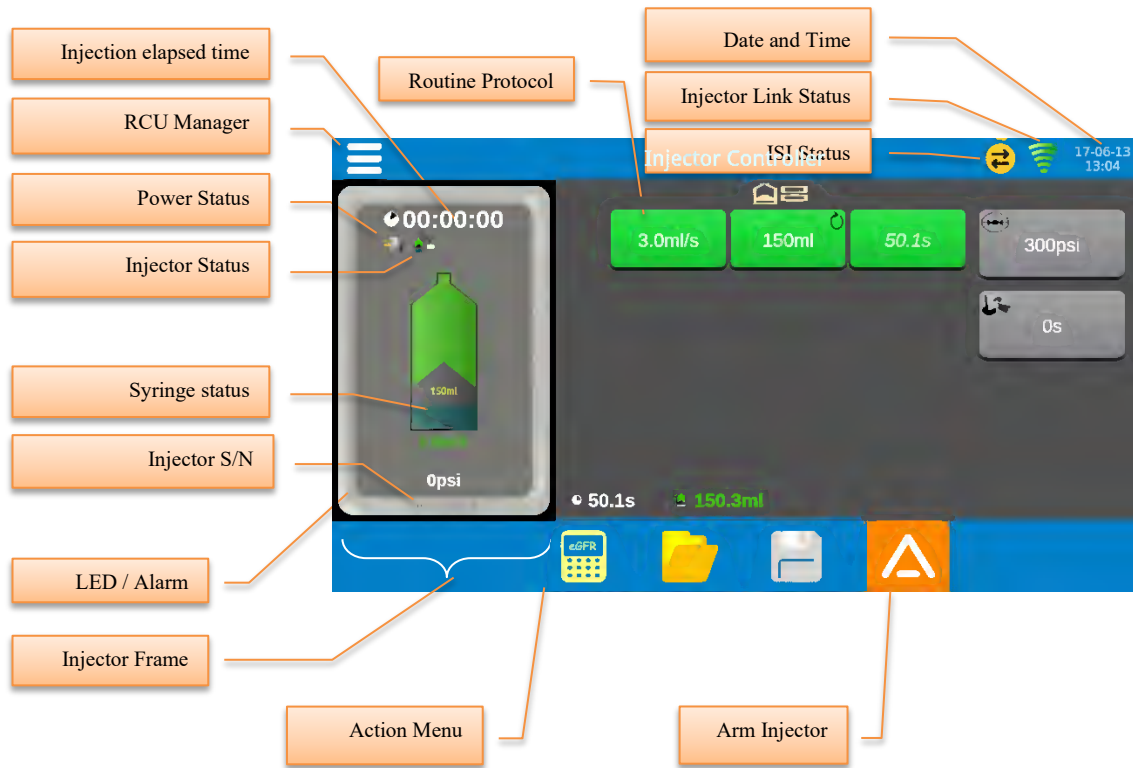 Injection elapsed time
Date and Time
Routine Protocol
Injector Link Status
RCU Manager
ISI Status
Injector Controller
17-06-13
13:04
Power Status
00:00:00
3.0ml/s
150ml
50.1s
300psi
Injector Status
0s
Syringe status
150ml
Injector S/N
0psi
50.1s
150.3ml
eGFR
LED / Alarm
Injector Frame
Action Menu
Arm Injector